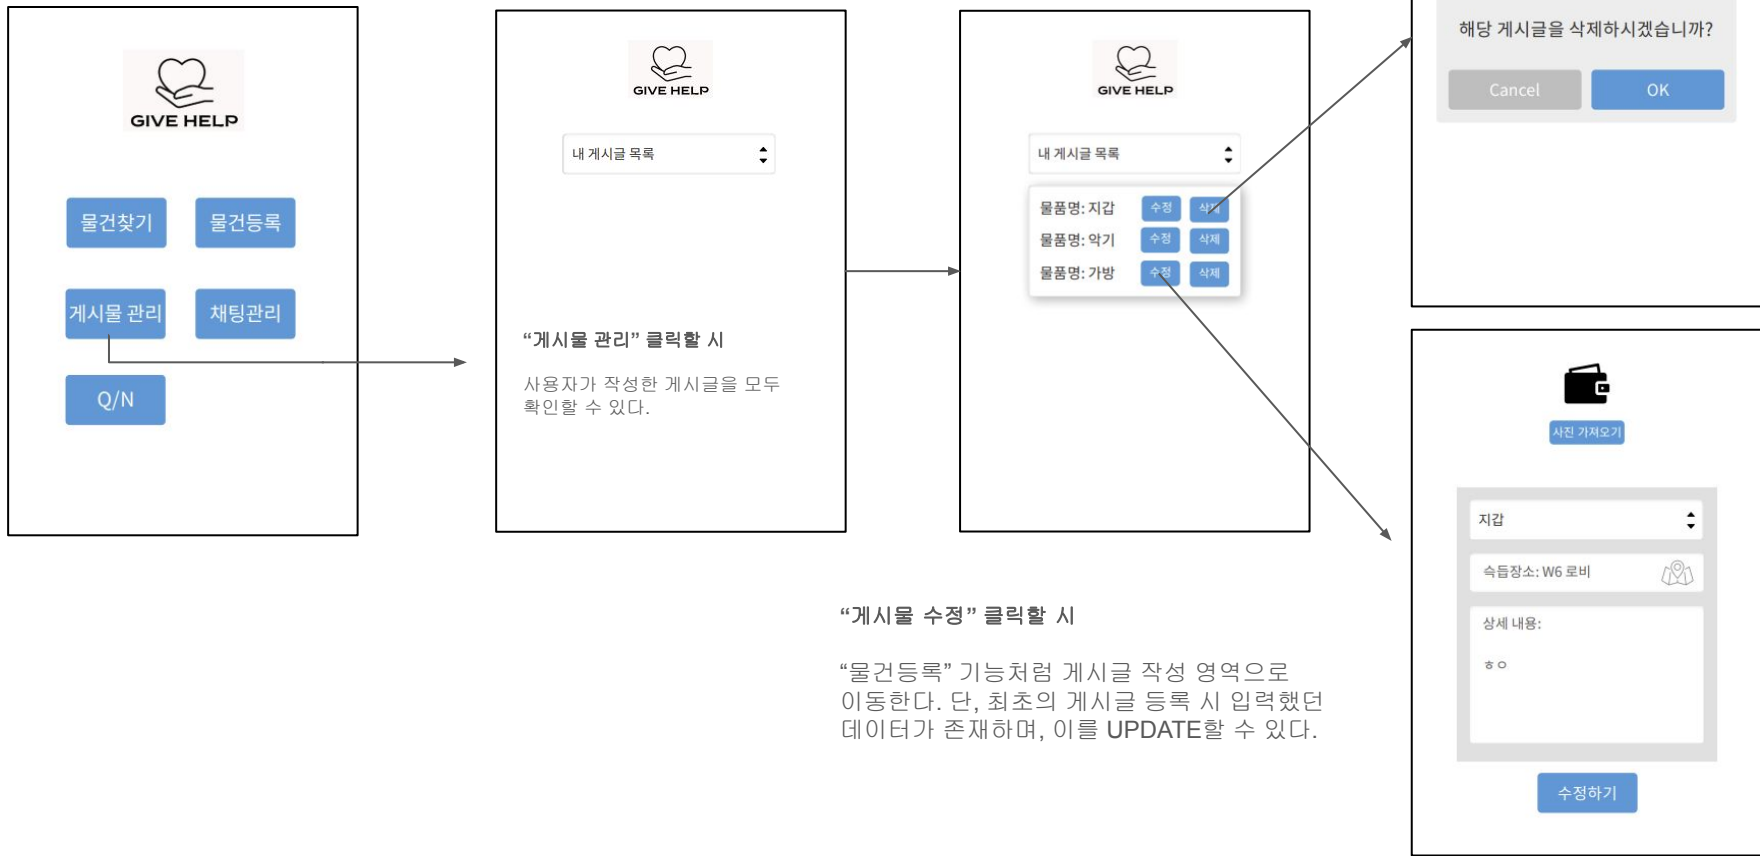 GIVE HELP
물건찾기
물건등록
게시물 관리
채팅관리
Q/N
GIVE HELP
내 게시글 목록
“게시물 관리” 클릭할 시
사용자가 작성한 게시글을 모두
확인할 수 있다.
GIVE HELP
내 게시글 목록
물품명: 지갑 수정 삭제
물품명: 악기 수정 삭제
물품명: 가방 수정 삭제
해당 게시글을 삭제하시겠습니까?
Cancel OK
사진 가져오기
지갑
슥듭장소: W6 로비
상세 내용:
ㅎㅇ
수정하기
“게시물 수정” 클릭할 시
“물건등록” 기능처럼 게시글 작성 영역으로
이동한다. 단, 최초의 게시글 등록 시 입력했던
데이터가 존재하며, 이를 UPDATE할 수 있다.